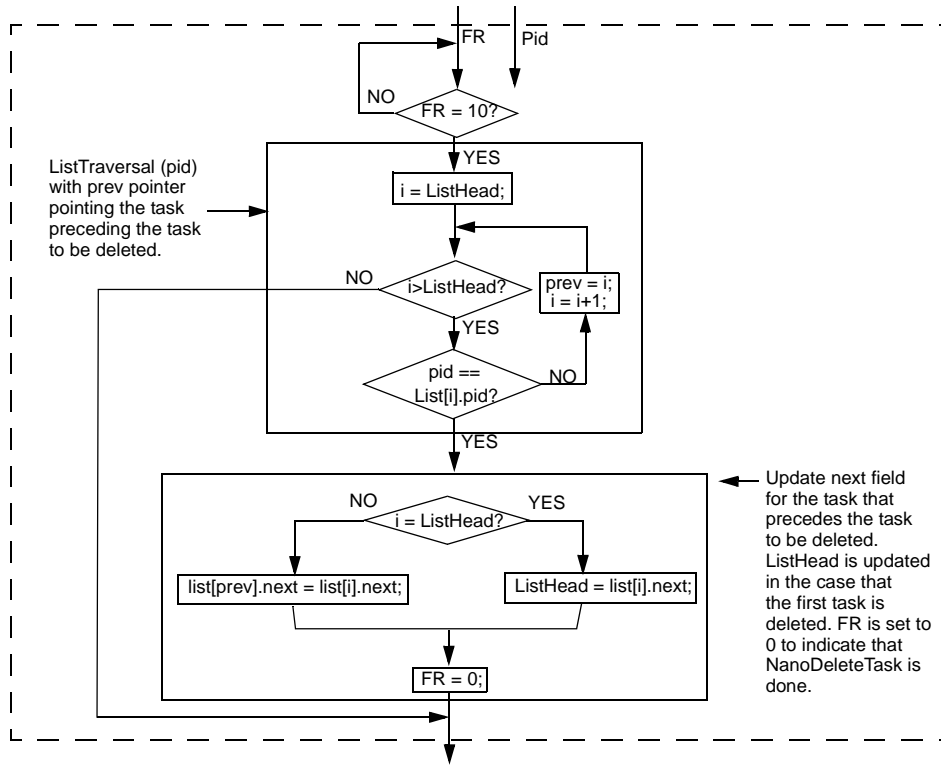 FR
Pid
NO
FR = 10?
YES
ListTraversal (pid)
with prev pointer
pointing the task
preceding the task
to be deleted.
i = ListHead;
NO
i>ListHead?
prev = i;
i = i+1;
YES
pid ==
List[i].pid?
NO
YES
Update next field
for the task that
precedes the task
to be deleted.
ListHead is updated
in the case that
the first task is
deleted. FR is set to
0 to indicate that
NanoDeleteTask is
done.
NO
YES
i = ListHead?
list[prev].next = list[i].next;
ListHead = list[i].next;
FR = 0;